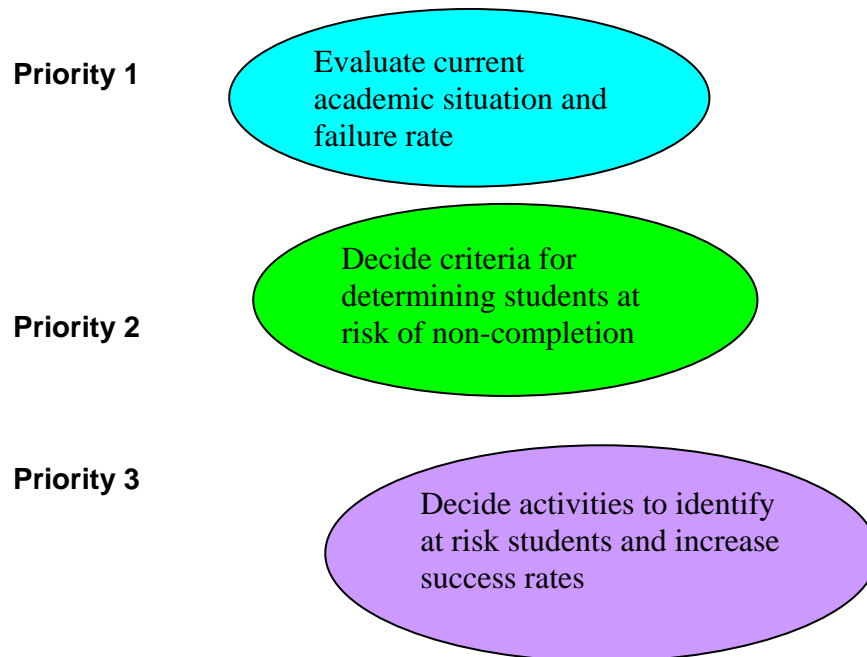 Priority 1
Evaluate current
academic situation and
failure rate
Priority 2
Decide criteria for
determining students at
risk of non-completion
Priority 3
Decide activities to identify
at risk students and increase
success rates